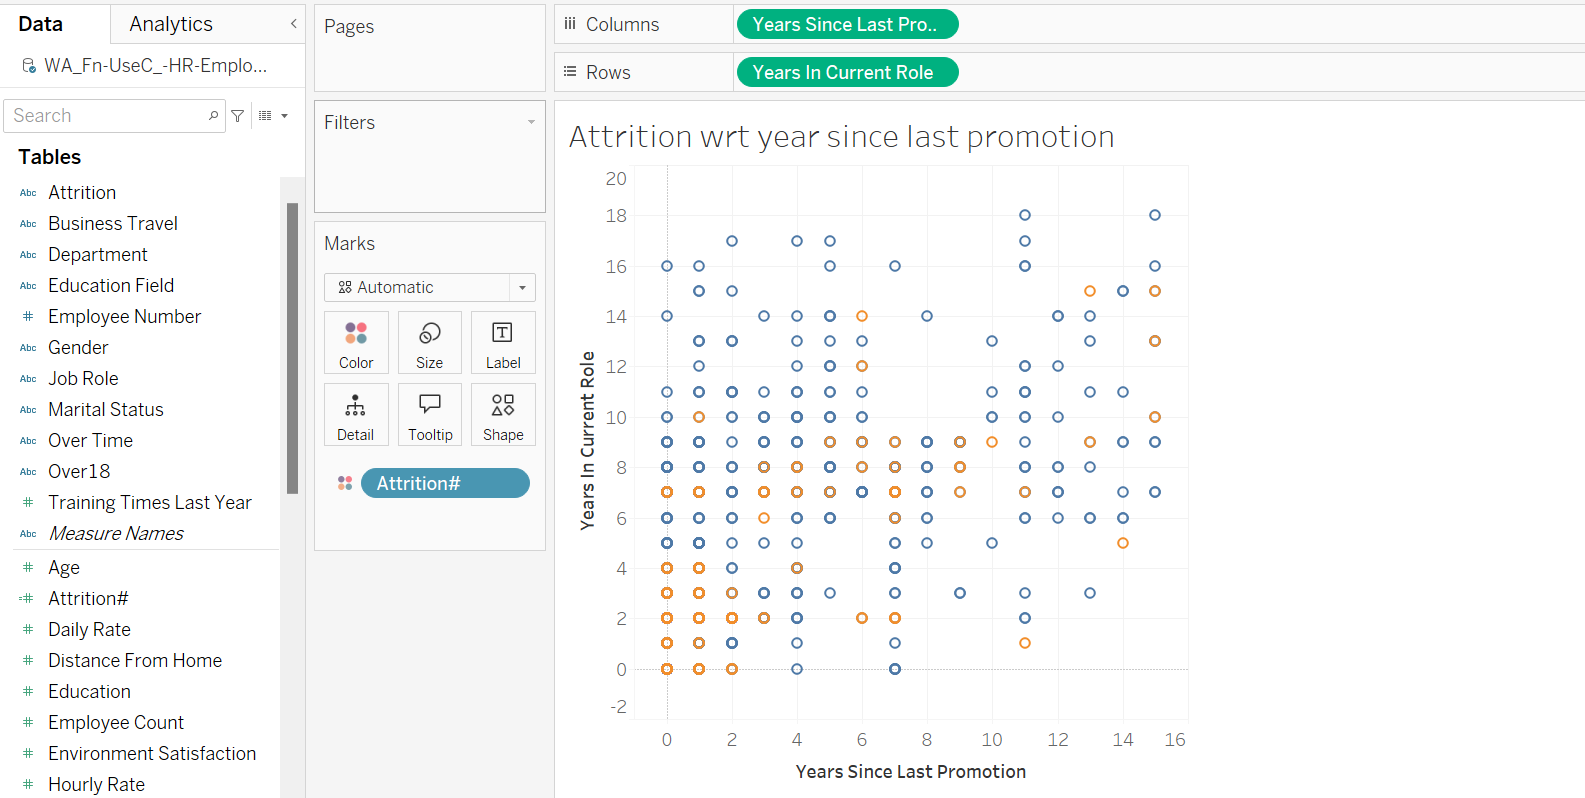 Data
Analytics
WA_Fn-UseC_-HR-Emplo...
Search
Tables
Abc Attrition
Abc Business Travel
Abc Department
Abc Education Field
# Employee Number
Abc Gender
Abc Job Role
Abc Marital Status
Abc Over Time
Abc Over18
# Training Times Last Year
Abc Measure Names
# Age
=# Attrition#
# Daily Rate
# Distance From Home
# Education
# Employee Count
# Environment Satisfaction
# Hourly Rate
Pages
Filters
Marks
Automatic
Color
Size
T
Label
Detail
Tooltip
Shape
Attrition#
Columns
Years Since Last Pro..
Rows
Years In Current Role
Attrition wrt year since last promotion
Years In Current Role
20
18
16
14
12
10
8
6
4
2
0
-2
0 2 4 6 8 10 12 14 16
Years Since Last Promotion